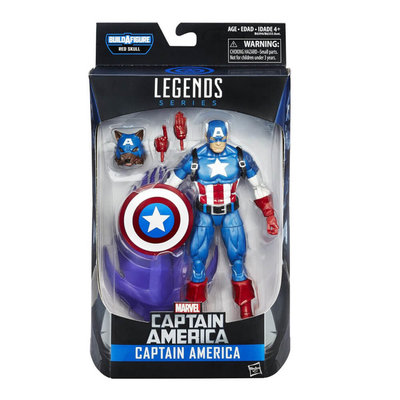 BUILD A FIGURE
RED SKULL
AGE • EDAD • IDADE 4+
WARNING:
CHOKING HAZARD - Small parts.
Not for children under 3 years.
LEGENDS
SERIES
A
MARVEL
CAPTAIN
AMERICA
CAPTAIN AMERICA
Hasbro